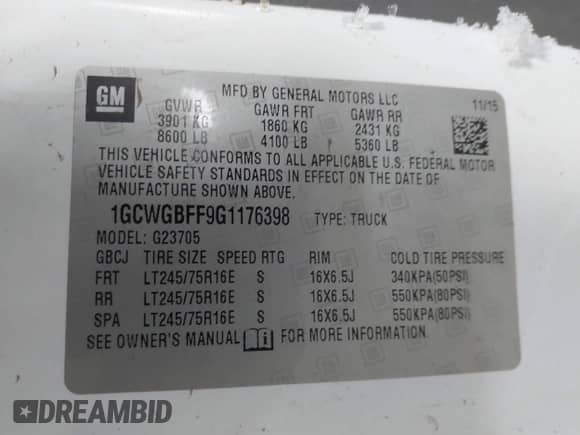 GM
MFD BY GENERAL MOTORS LLC
11/15
GVWR GAWR FRT GAWR RR
3901 KG 1860 KG 2431 KG
8600 LB 4100 LB 5360 LB
THIS VEHICLE CONFORMS TO ALL APPLICABLE U.S. FEDERAL MOTOR
VEHICLE SAFETY STANDARDS IN EFFECT ON THE DATE OF
MANUFACTURE SHOWN ABOVE.
1GCWGBFF9G1176398 TYPE: TRUCK
MODEL: G23705
GBCJ TIRE SIZE SPEED RTG RIM COLD TIRE PRESSURE
FRT LT245/75R16E S 16X6.5J 340KPA(50PSI)
RR LT245/75R16E S 16X6.5J 550KPA(80PSI)
SPA LT245/75R16E S 16X6.5J 550KPA(80PSI)
SEE OWNER'S MANUAL FOR MORE INFORMATION.
DREAMBID